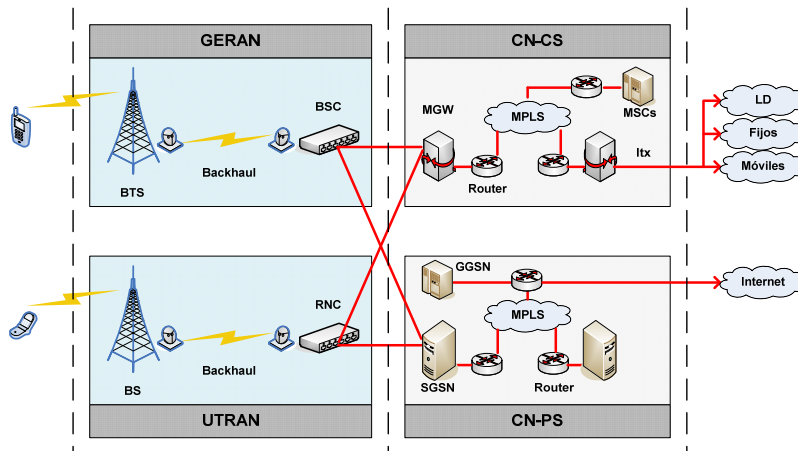 GERAN
CN-CS
BSC
BTS
Backhaul
MGW
MPLS
MSCs
Router
Itx
LD
Fijos
Móviles
RNC
BS
Backhaul
GGSN
MPLS
SGSN
Router
Internet
UTRAN
CN-PS